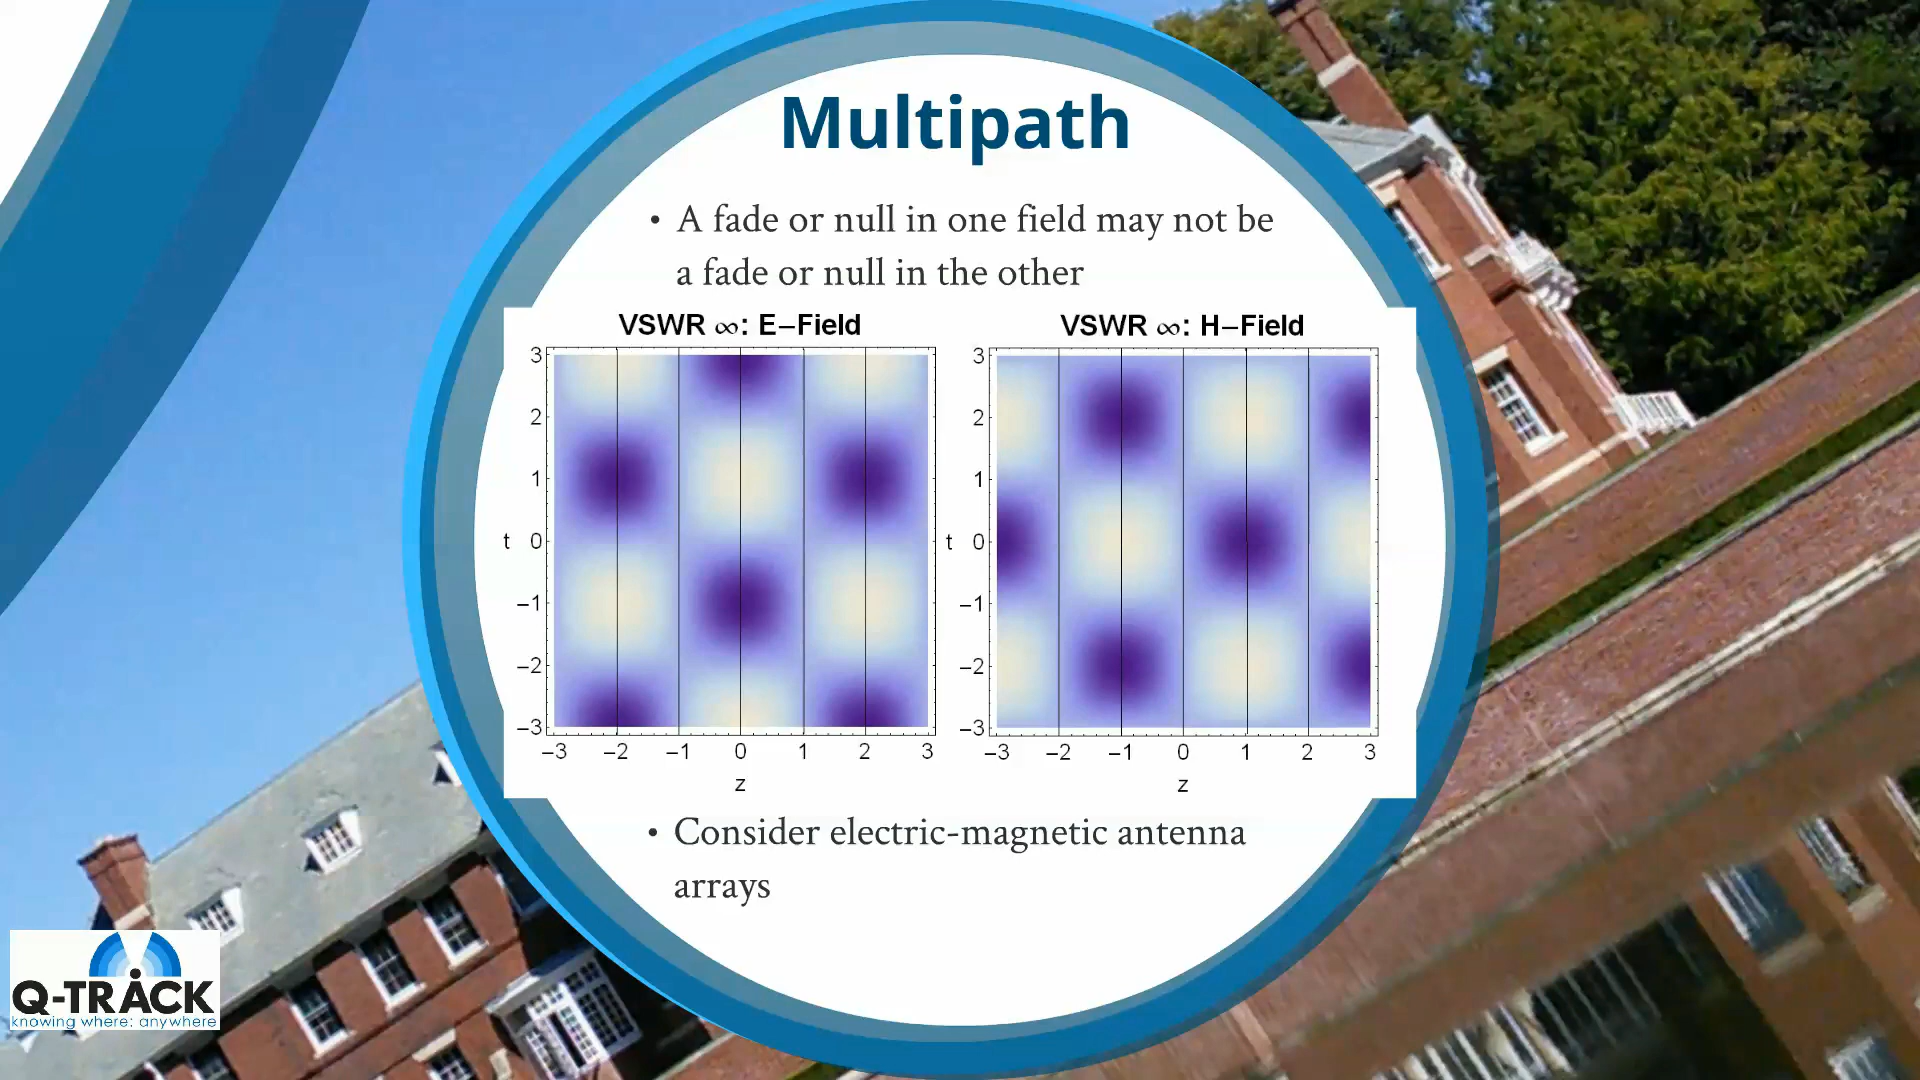 Multipath
• A fade or null in one field may not be
a fade or null in the other
VSWR ∞: E–Field
3
2
1
t 0
–1
–2
–3
–3 –2 –1 0 1 2 3
z
VSWR ∞: H–Field
3
2
1
t 0
–1
–2
–3
–3 –2 –1 0 1 2 3
z
• Consider electric-magnetic antenna
arrays
Q-TRACK
knowing where: anywhere